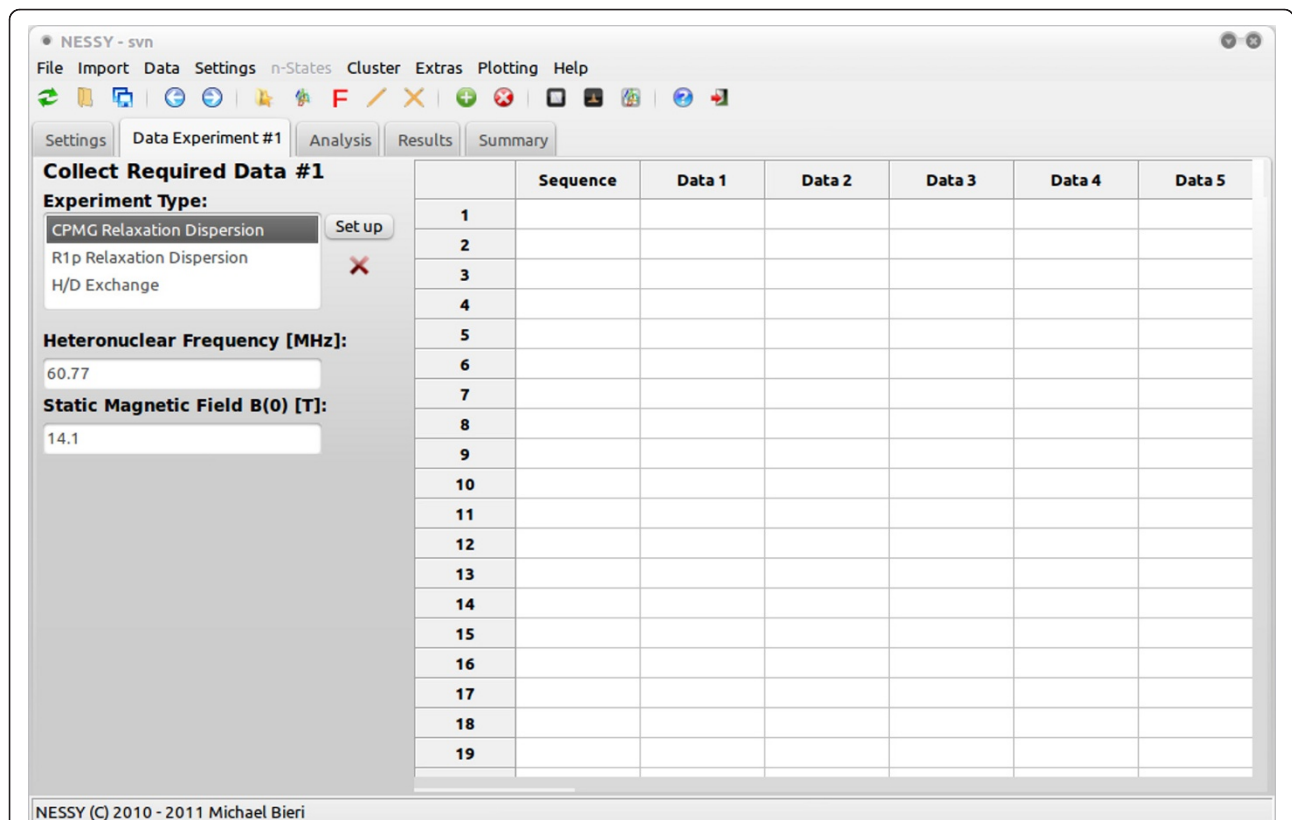 NESSY - svn
File Import Data Settings n-States Cluster Extras Plotting Help
F
Settings Data Experiment #1 Analysis Results Summary
Collect Required Data #1
Experiment Type:
CPMG Relaxation Dispersion
Set up
R1p Relaxation Dispersion
H/D Exchange
Heteronuclear Frequency [MHz]:
60.77
Static Magnetic Field B(0) [T]:
14.1
Sequence Data 1 Data 2 Data 3 Data 4 Data 5
1
2
3
4
5
6
7
8
9
10
11
12
13
14
15
16
17
18
19
NESSY (C) 2010 - 2011 Michael Bieri